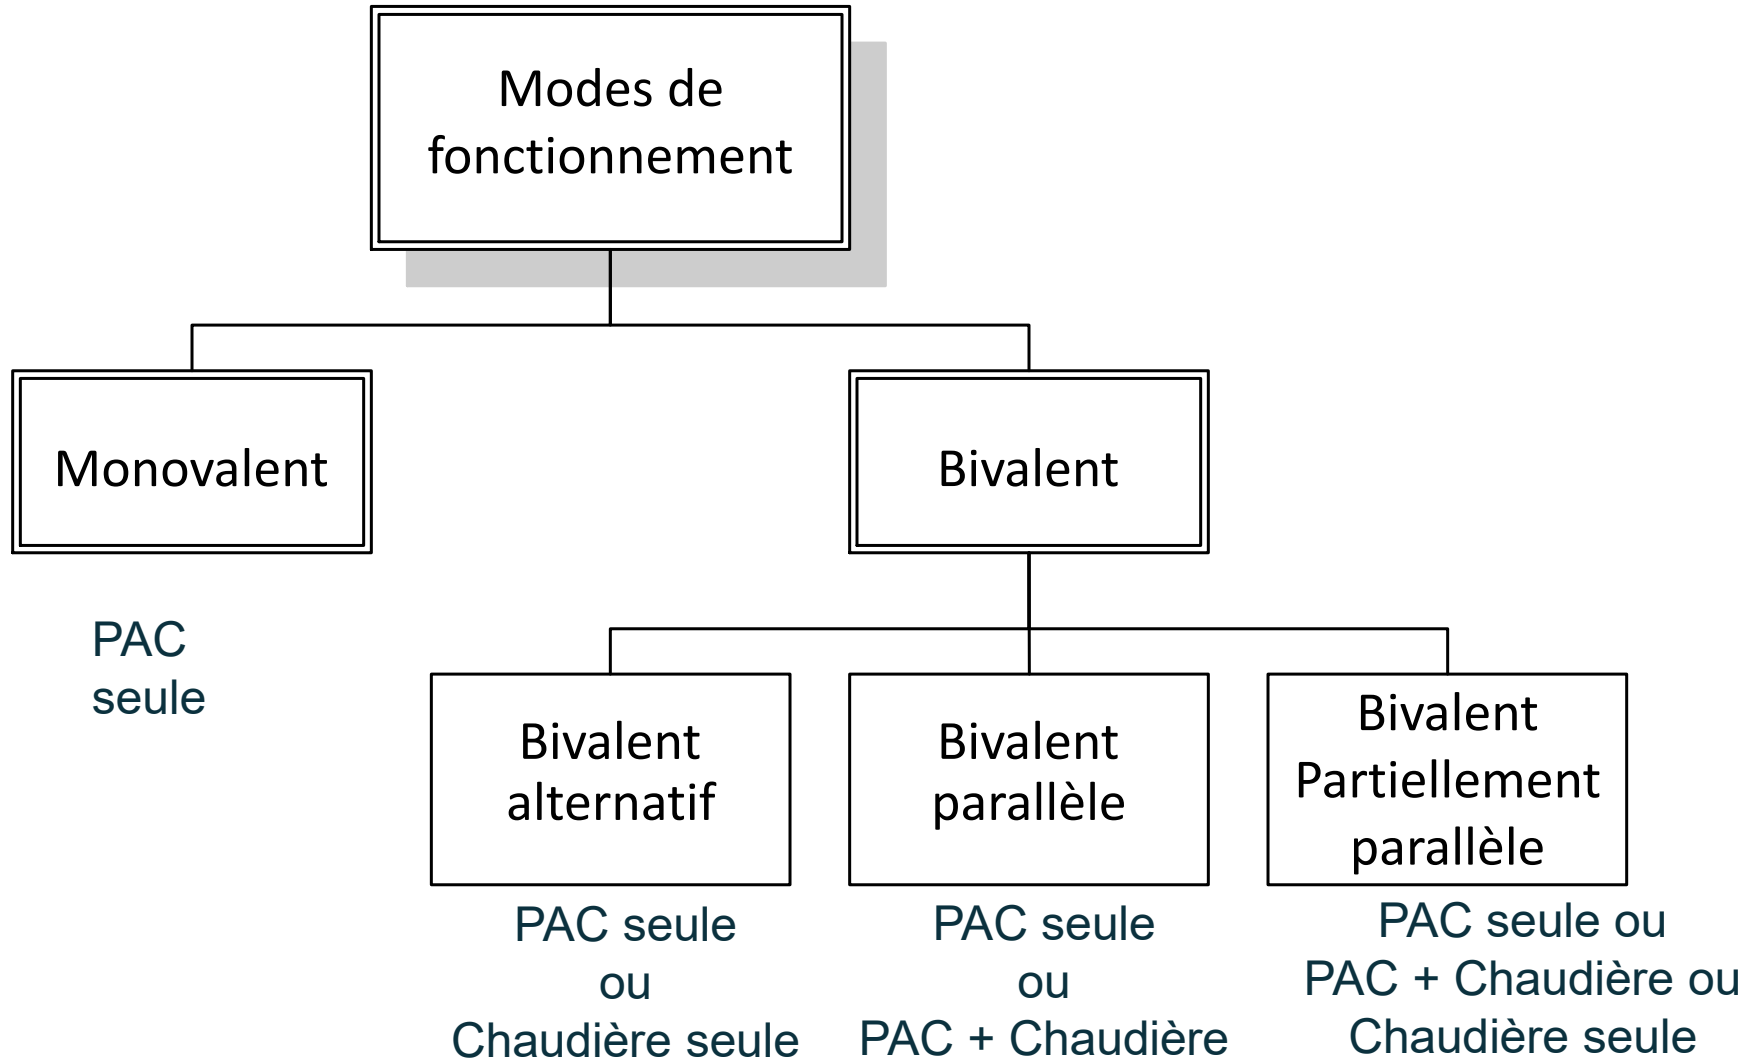 Modes de
fonctionnement
Monovalent
Bivalent
PAC
seule
Bivalent
alternatif
Bivalent
parallèle
Bivalent
Partiellement
parallèle
PAC seule
ou
Chaudière seule
PAC seule
ou
PAC + Chaudière
PAC seule ou
PAC + Chaudière ou
Chaudière seule